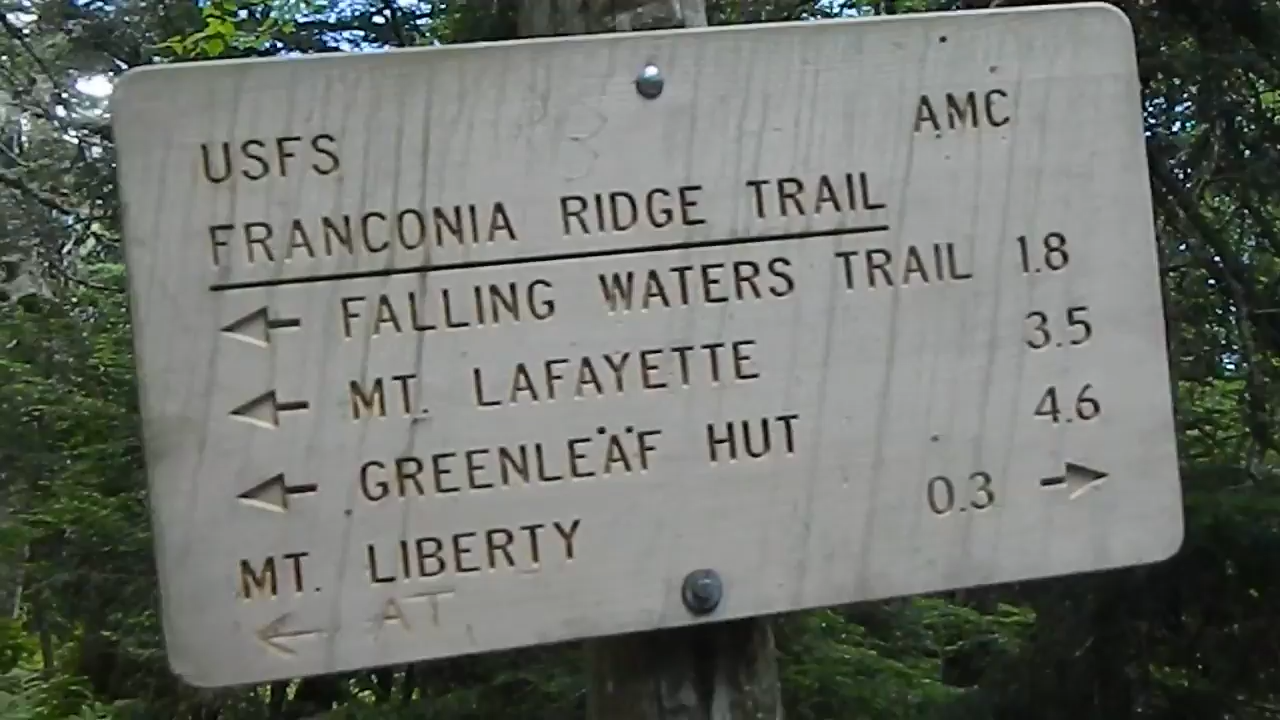 USFS AMC
FRANCONIA RIDGE TRAIL
← FALLING WATERS TRAIL 1.8
← MT. LAFAYETTE 3.5
← GREENLEAF HUT 4.6
MT. LIBERTY 0.3 →
← AT